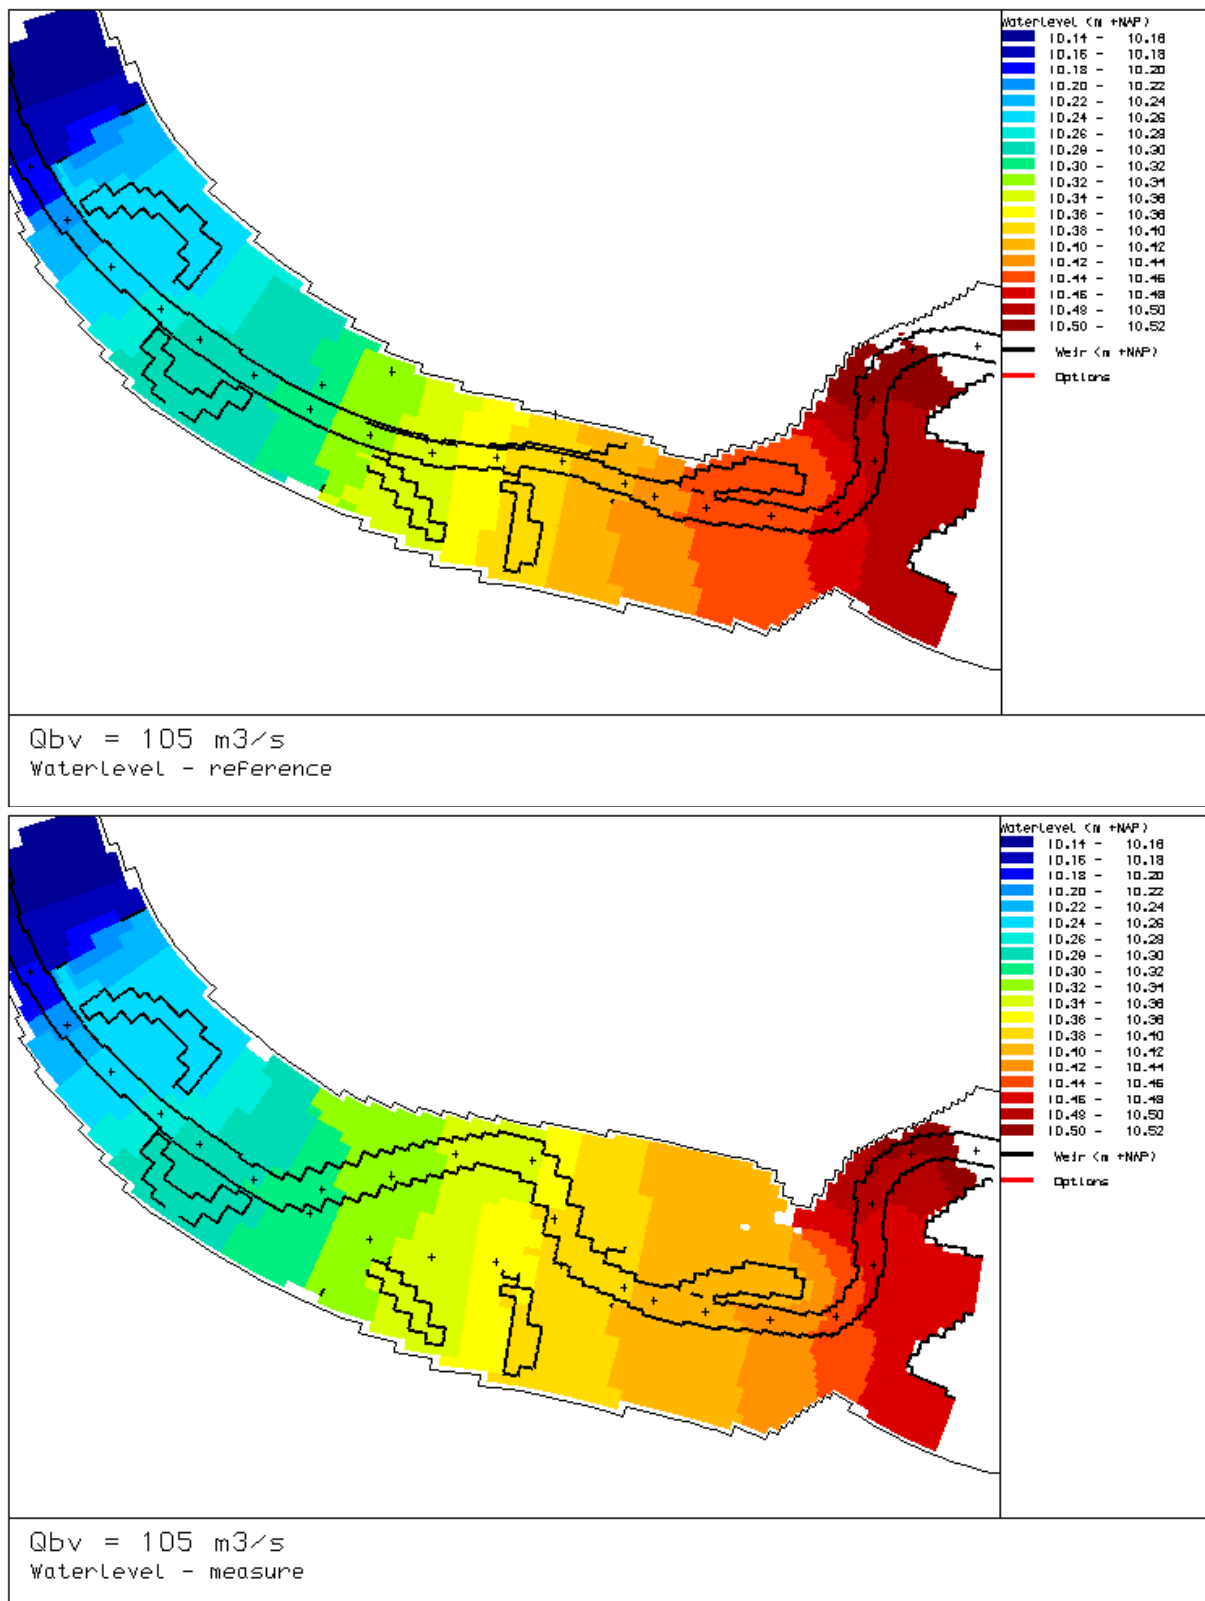 Waterlevel (m +NAP)
10.14 - 10.16
10.16 - 10.18
10.18 - 10.20
10.20 - 10.22
10.22 - 10.24
10.24 - 10.26
10.26 - 10.28
10.28 - 10.30
10.30 - 10.32
10.32 - 10.34
10.34 - 10.36
10.36 - 10.38
10.38 - 10.40
10.40 - 10.42
10.42 - 10.44
10.44 - 10.46
10.46 - 10.48
10.48 - 10.50
10.50 - 10.52
Weir (m +NAP)
Options
Qbv = 105 m3/s
Waterlevel - reference
Waterlevel (m +NAP)
10.14 - 10.16
10.16 - 10.18
10.18 - 10.20
10.20 - 10.22
10.22 - 10.24
10.24 - 10.26
10.26 - 10.28
10.28 - 10.30
10.30 - 10.32
10.32 - 10.34
10.34 - 10.36
10.36 - 10.38
10.38 - 10.40
10.40 - 10.42
10.42 - 10.44
10.44 - 10.46
10.46 - 10.48
10.48 - 10.50
10.50 - 10.52
Weir (m +NAP)
Options
Qbv = 105 m3/s
Waterlevel - measure